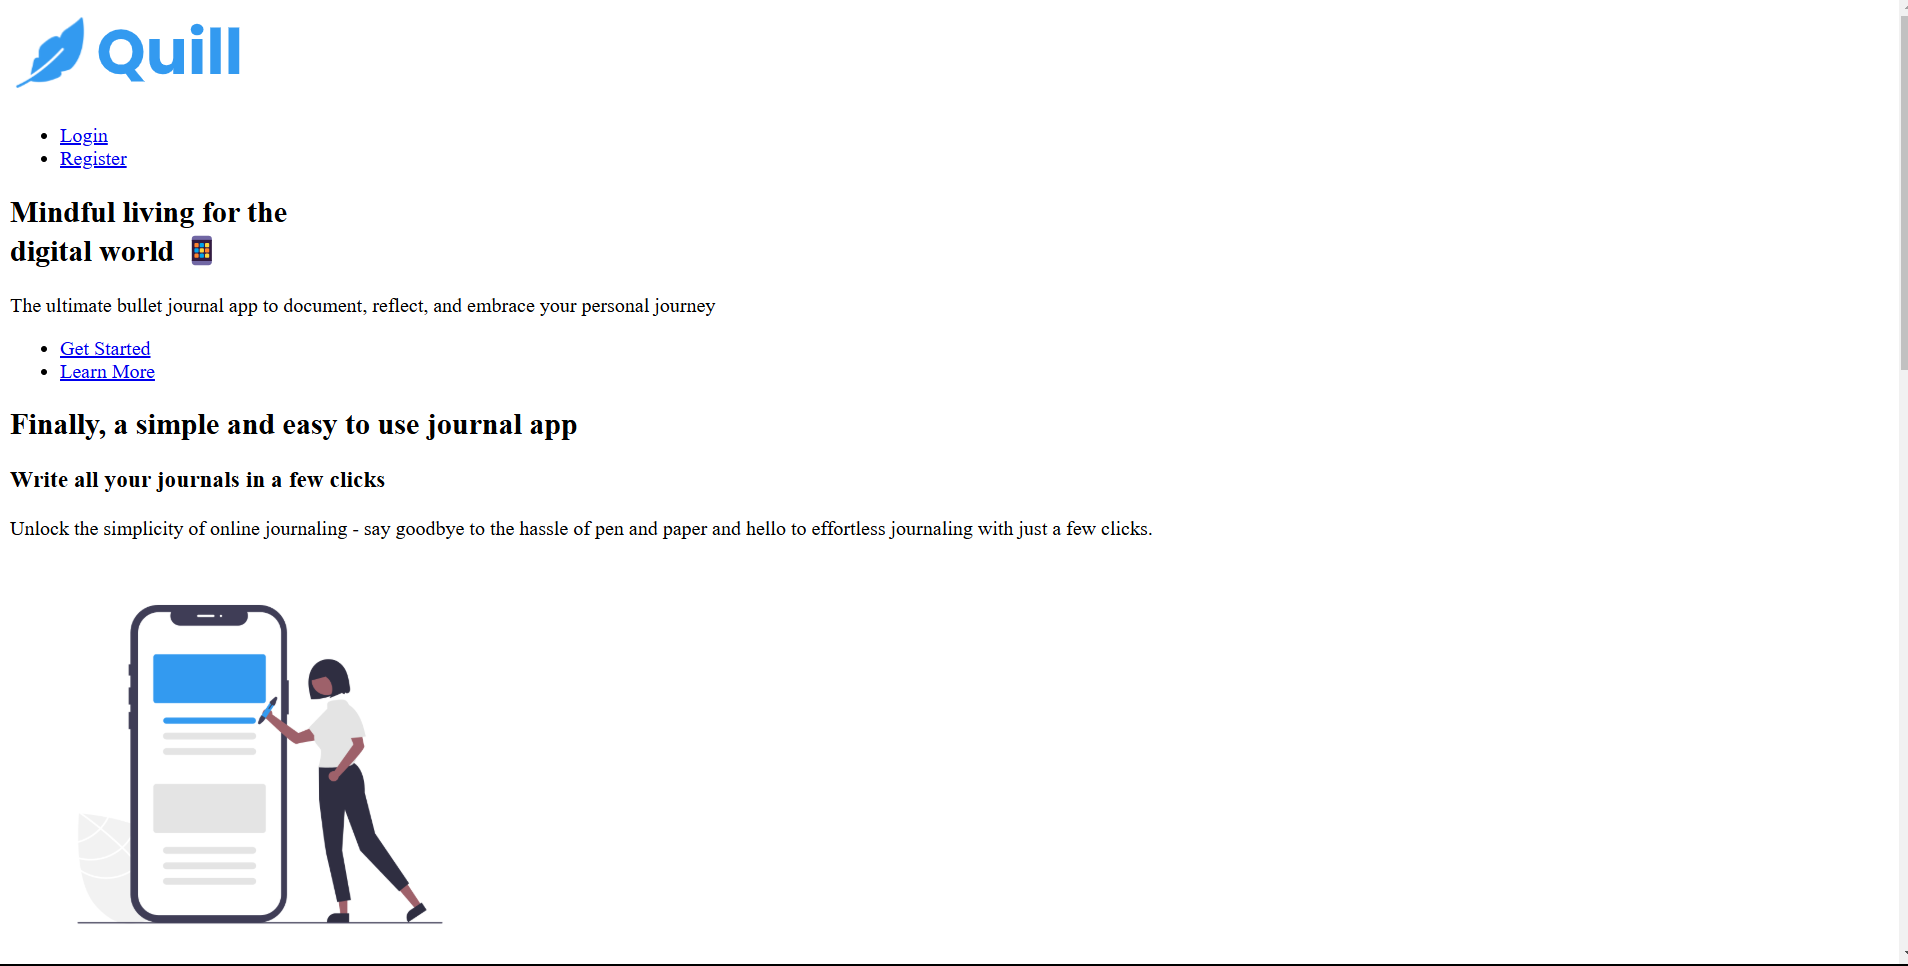 Quill
Login
Register
Mindful living for the
digital world
The ultimate bullet journal app to document, reflect, and embrace your personal journey
Get Started
Learn More
Finally, a simple and easy to use journal app
Write all your journals in a few clicks
Unlock the simplicity of online journaling - say goodbye to the hassle of pen and paper and hello to effortless journaling with just a few clicks.